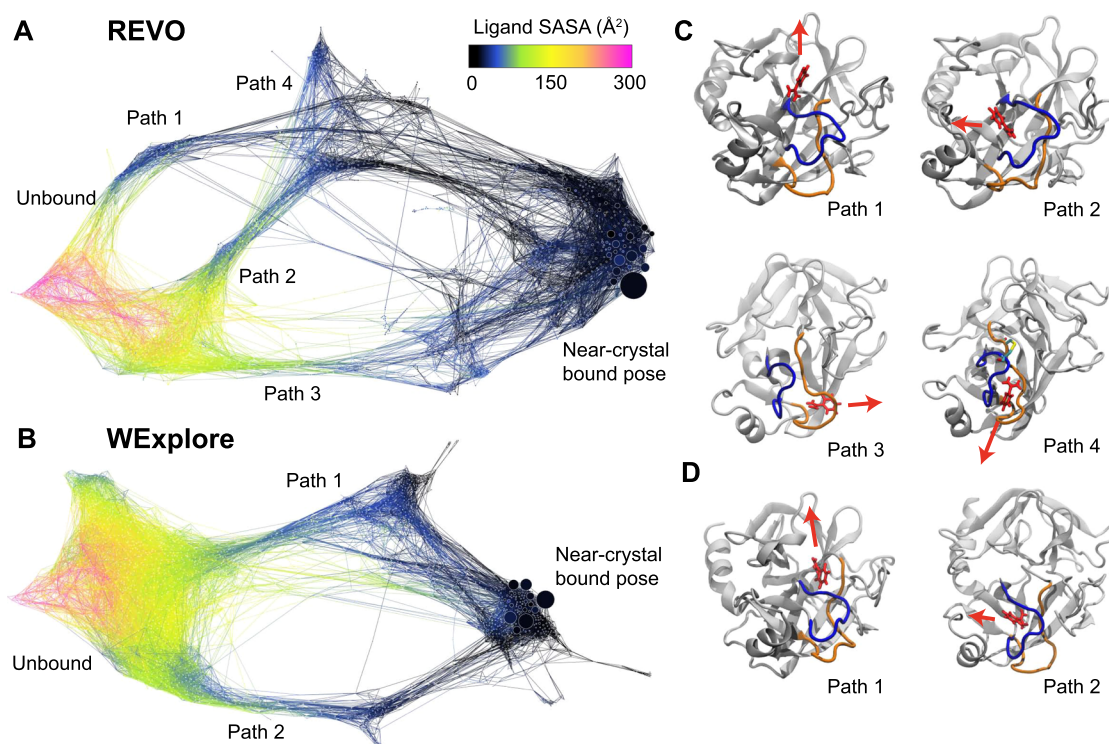 A REVO
Ligand SASA (Å²)
0 150 300
Path 4
Path 1
Unbound
Path 2
Path 3
Near-crystal
bound pose
B WExplore
Path 1
Near-crystal
bound pose
Unbound
Path 2
C
Path 1
Path 2
Path 3
Path 4
D
Path 1
Path 2